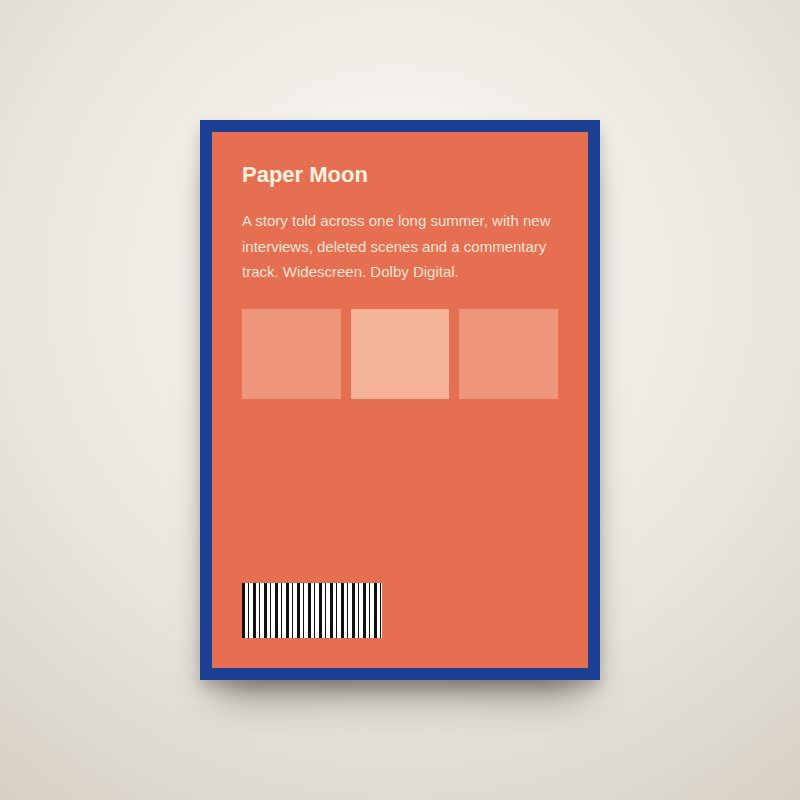 Paper Moon
A story told across one long summer, with new
interviews, deleted scenes and a commentary
track. Widescreen. Dolby Digital.